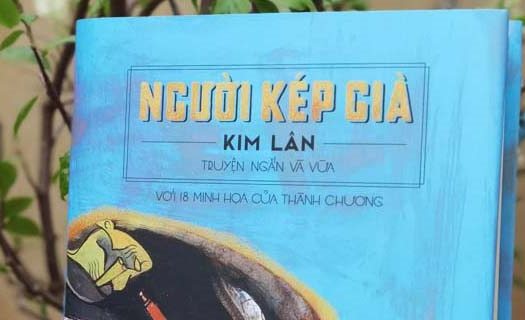 NGƯỜI KÉP GIÀ
KIM LÂN
TRUYỆN NGẮN VÀ VỪA
VỚI 18 MINH HỌA CỦA THÀNH CHƯƠNG